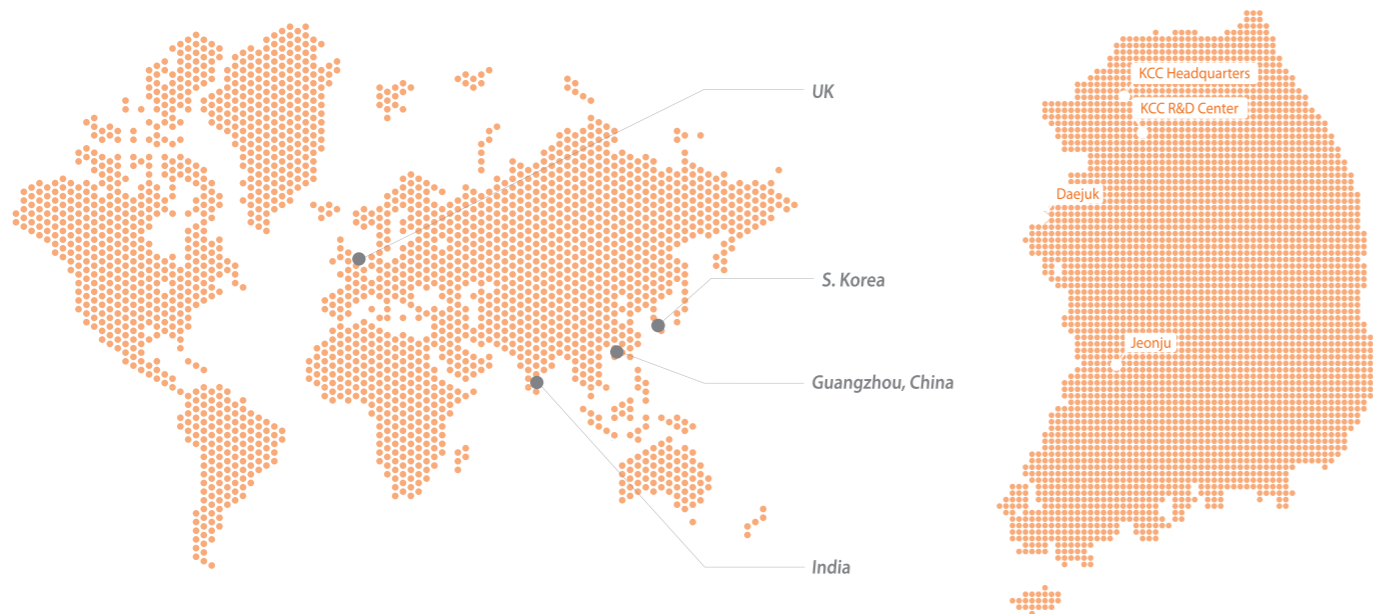 UK
S. Korea
Guangzhou, China
India
KCC Headquarters
KCC R&D Center
Daejuk
Jeonju